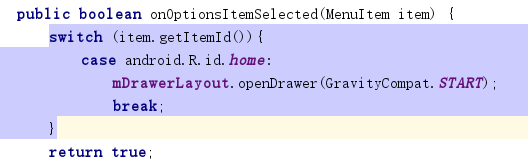 public boolean onOptionsItemSelected(MenuItem item) {
switch (item.getItemId()){
case android.R.id.home:
mDrawerLayout.openDrawer(GravityCompat.START);
break;
}
return true;